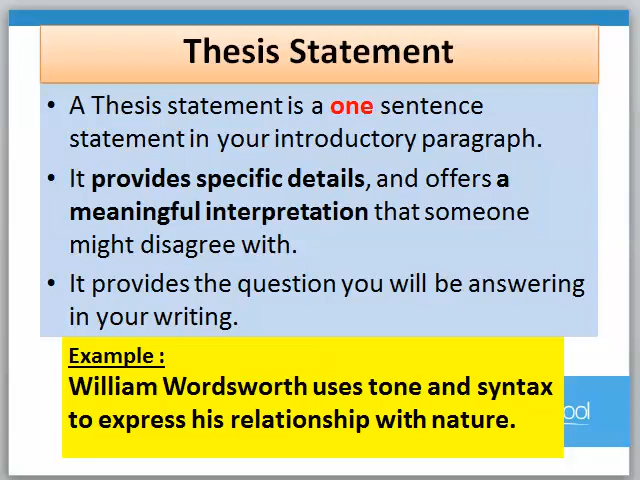 Thesis Statement
• A Thesis statement is a one sentence
statement in your introductory paragraph.
• It provides specific details, and offers a
meaningful interpretation that someone
might disagree with.
• It provides the question you will be answering
in your writing.
Example :
William Wordsworth uses tone and syntax
to express his relationship with nature.
ool